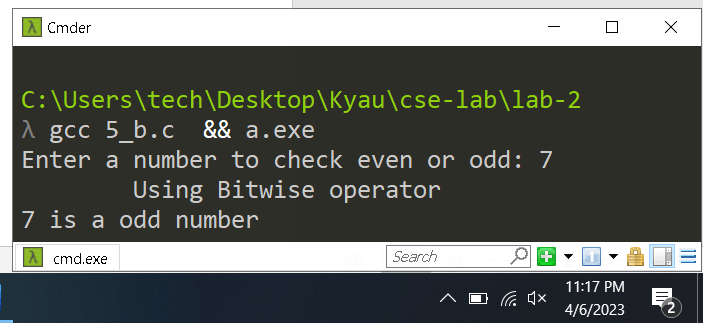 Cmder
C:\Users\tech\Desktop\Kyau\cse-lab\lab-2
λ gcc 5_b.c  && a.exe
Enter a number to check even or odd: 7
        Using Bitwise operator
7 is a odd number
λ cmd.exe
Search
11:17 PM
4/6/2023
2